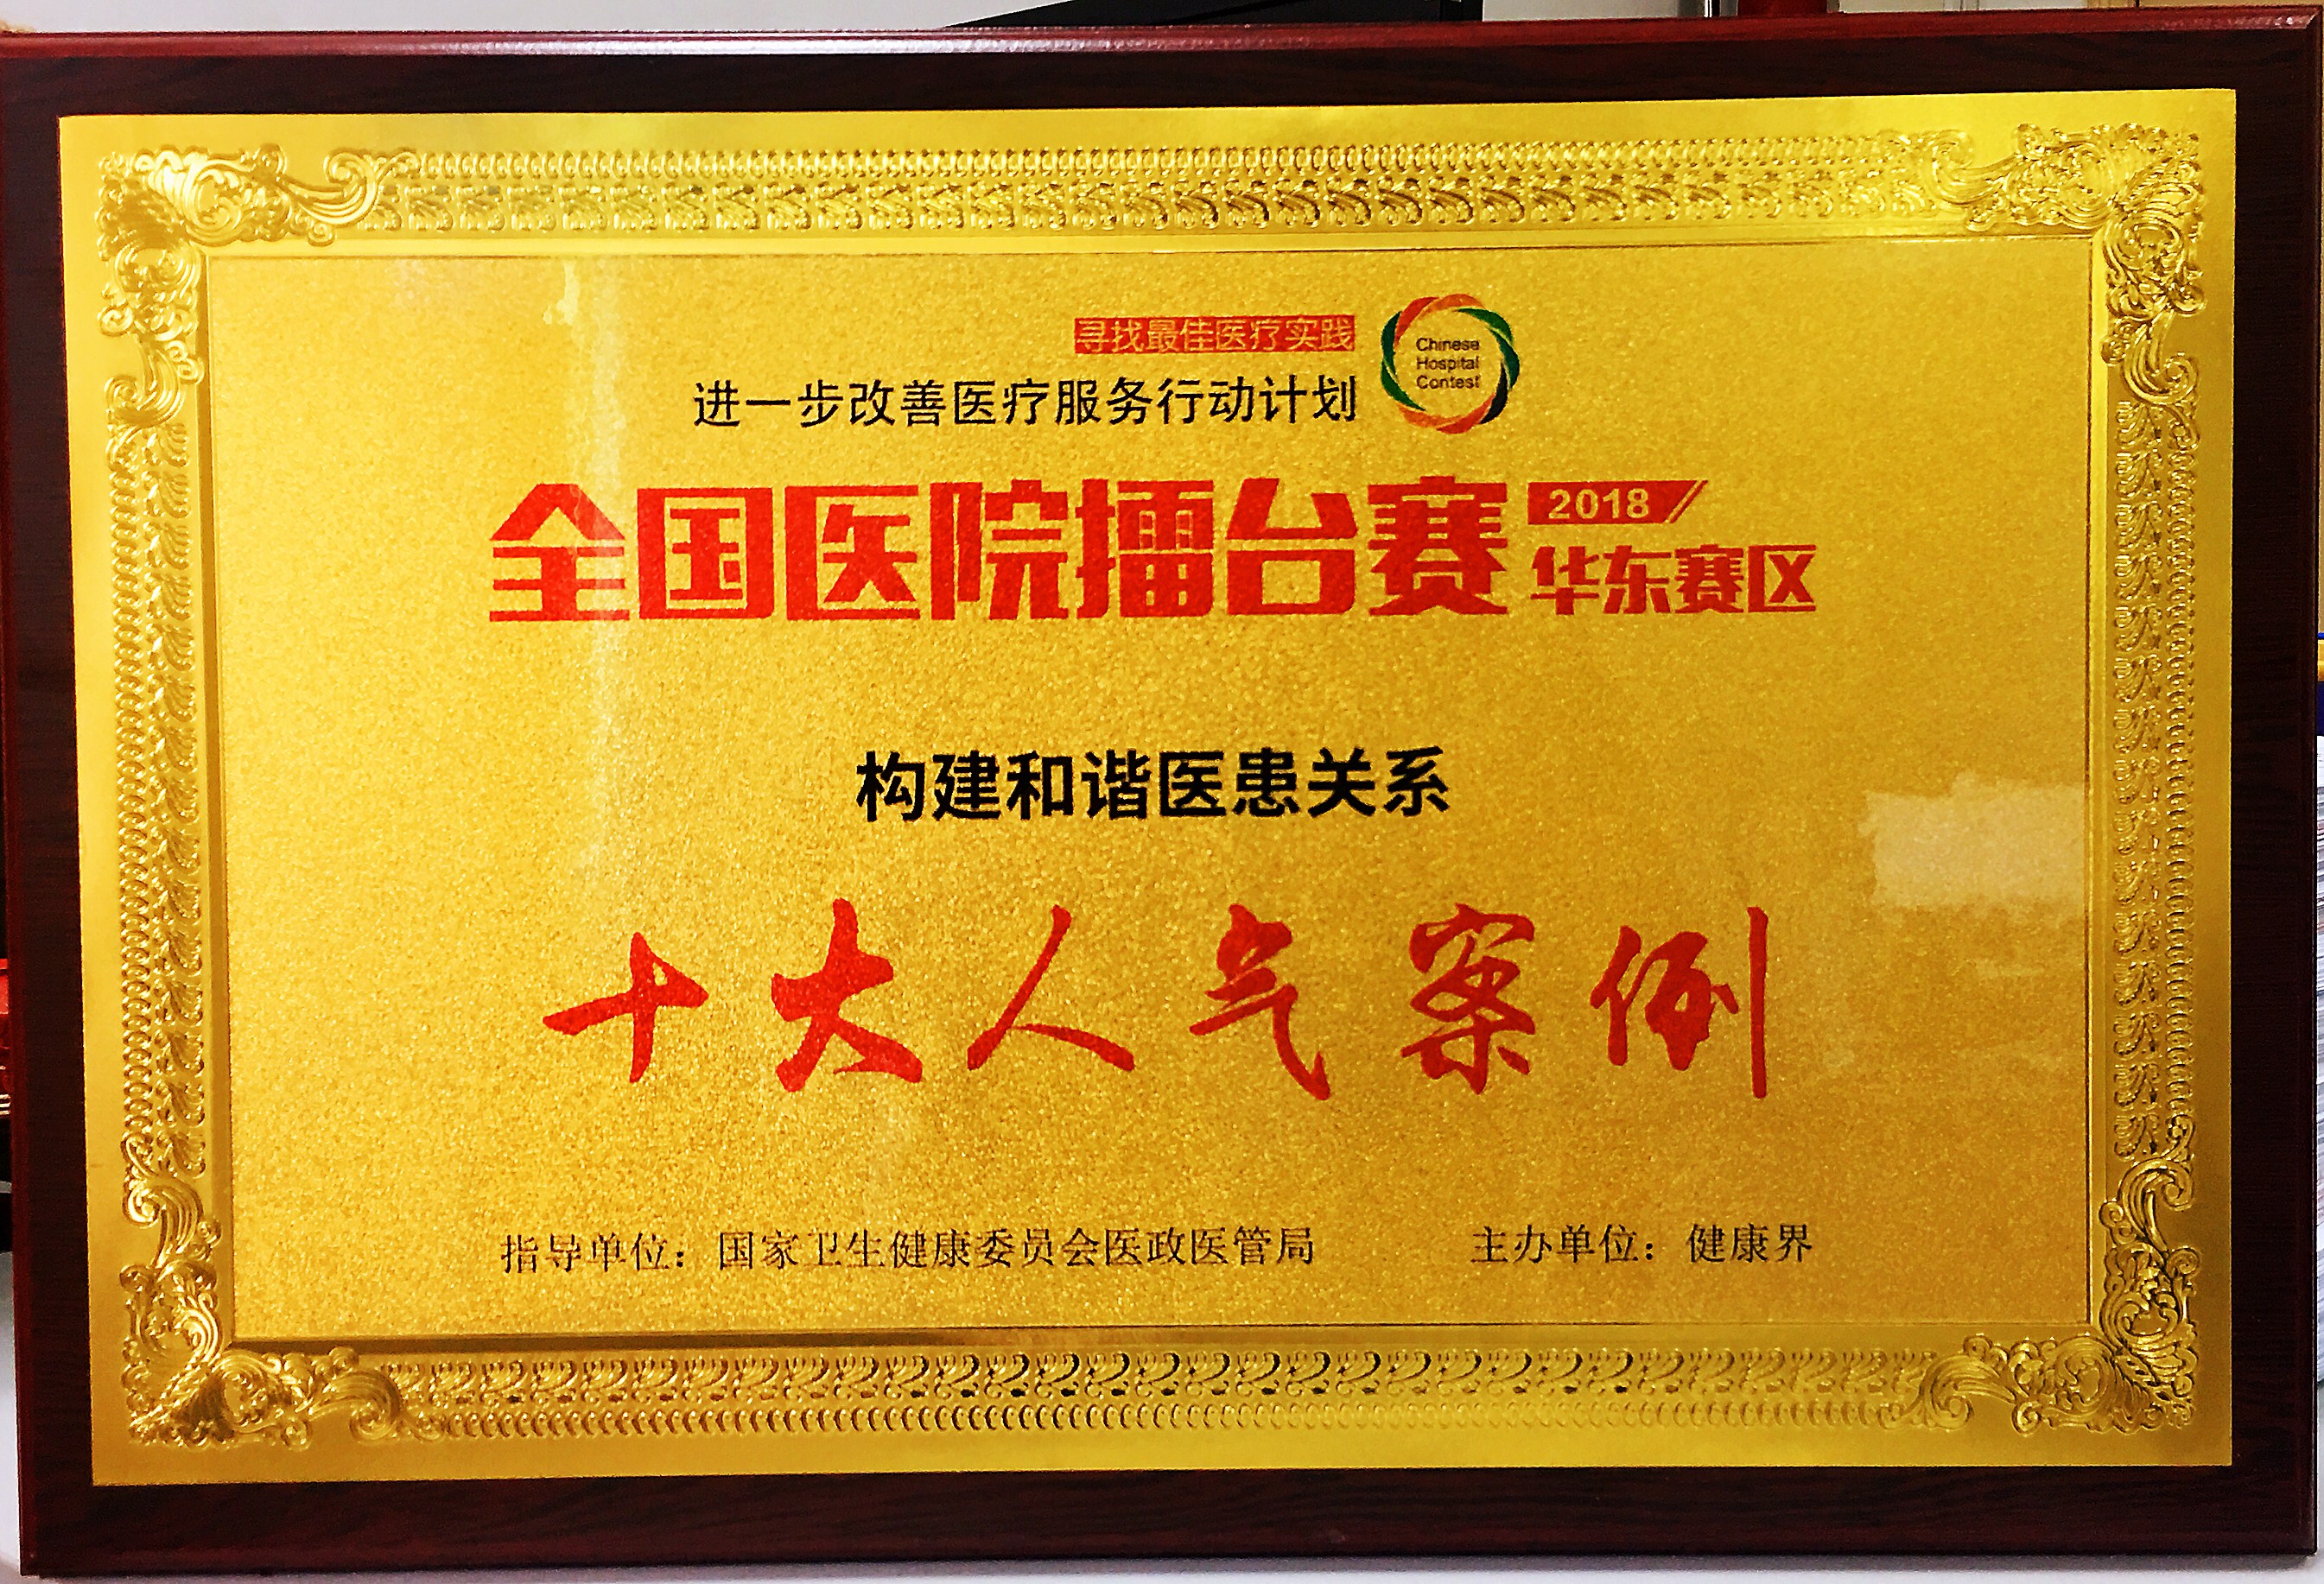 寻找最佳医疗实践
进一步改善医疗服务行动计划
Chinese
Hospital
Contest
全国医院擂台赛
2018
华东赛区
构建和谐医患关系
十大人气案例
指导单位：国家卫生健康委员会医政医管局
主办单位：健康界